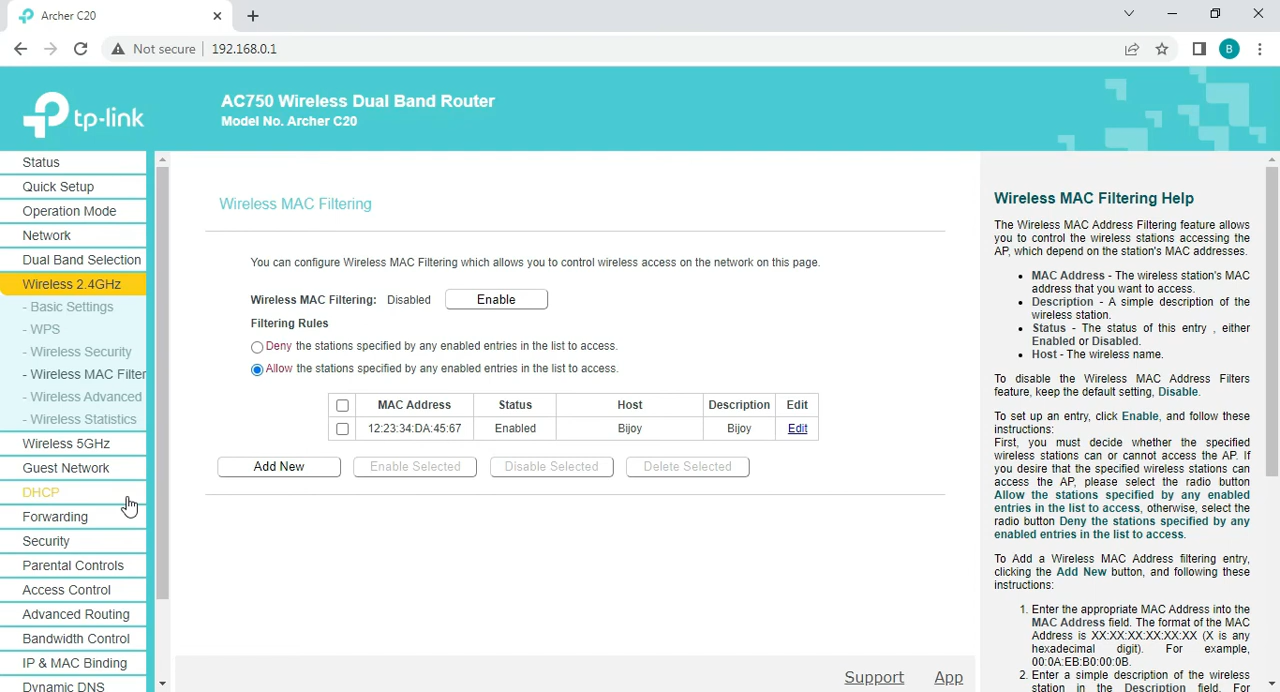 Archer C20
Not secure
192.168.0.1
B
tp-link
AC750 Wireless Dual Band Router
Model No. Archer C20
Status
Quick Setup
Operation Mode
Network
Dual Band Selection
Wireless 2.4GHz
- Basic Settings
- WPS
- Wireless Security
- Wireless MAC Filter
- Wireless Advanced
- Wireless Statistics
Wireless 5GHz
Guest Network
DHCP
Forwarding
Security
Parental Controls
Access Control
Advanced Routing
Bandwidth Control
IP & MAC Binding
Dynamic DNS
Wireless MAC Filtering
You can configure Wireless MAC Filtering which allows you to control wireless access on the network on this page.
Wireless MAC Filtering: Disabled Enable
Filtering Rules
Deny the stations specified by any enabled entries in the list to access.
Allow the stations specified by any enabled entries in the list to access.
MAC Address Status Host Description Edit
12:23:34:DA:45:67 Enabled Bijoy Bijoy Edit
Add New Enable Selected Disable Selected Delete Selected
Support App
Wireless MAC Filtering Help
The Wireless MAC Address Filtering feature allows
you to control the wireless stations accessing the
AP, which depend on the station's MAC addresses.
• MAC Address - The wireless station's MAC
address that you want to access.
• Description - A simple description of the
wireless station.
• Status - The status of this entry , either
Enabled or Disabled.
• Host - The wireless name.
To disable the Wireless MAC Address Filters
feature, keep the default setting, Disable.
To set up an entry, click Enable, and follow these
instructions:
First, you must decide whether the specified
wireless stations can or cannot access the AP. If
you desire that the specified wireless stations can
access the AP, please select the radio button
Allow the stations specified by any enabled
entries in the list to access, otherwise, select the
radio button Deny the stations specified by any
enabled entries in the list to access.
To Add a Wireless MAC Address filtering entry,
clicking the Add New button, and following these
instructions:
1. Enter the appropriate MAC Address into the
MAC Address field. The format of the MAC
Address is XX:XX:XX:XX:XX:XX (X is any
hexadecimal digit). For example,
00:0A:EB:B0:00:0B.
2. Enter a simple description of the wireless
station in the Description field. For